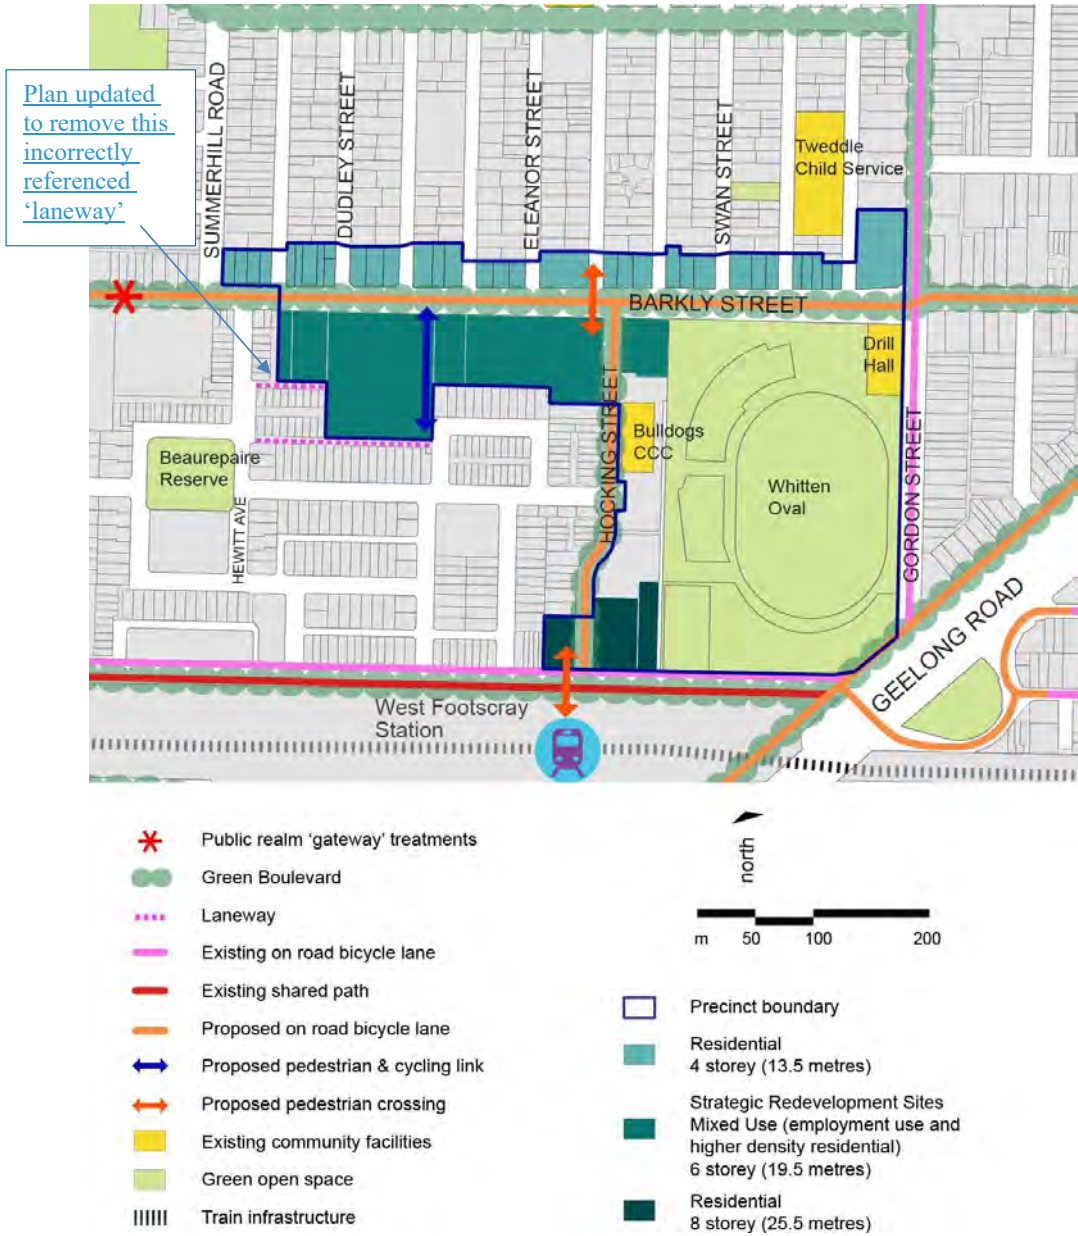 Plan updated
to remove this
incorrectly
referenced
‘laneway’
SUMMERHILL ROAD
DUDLEY STREET
ELEANOR STREET
SWAN STREET
Tweddle
Child Service
BARKLY STREET
Drill
Hall
HOCKING STREET
Bulldogs
CCC
Beaurepaire
Reserve
Whitten
Oval
HEWITT AVE
GORDON STREET
GEELONG ROAD
West Footscray
Station
Public realm ‘gateway’ treatments
Green Boulevard
Laneway
Existing on road bicycle lane
Existing shared path
Proposed on road bicycle lane
Proposed pedestrian & cycling link
Proposed pedestrian crossing
Existing community facilities
Green open space
Train infrastructure
north
m 50 100 200
Precinct boundary
Residential
4 storey (13.5 metres)
Strategic Redevelopment Sites
Mixed Use (employment use and
higher density residential)
6 storey (19.5 metres)
Residential
8 storey (25.5 metres)